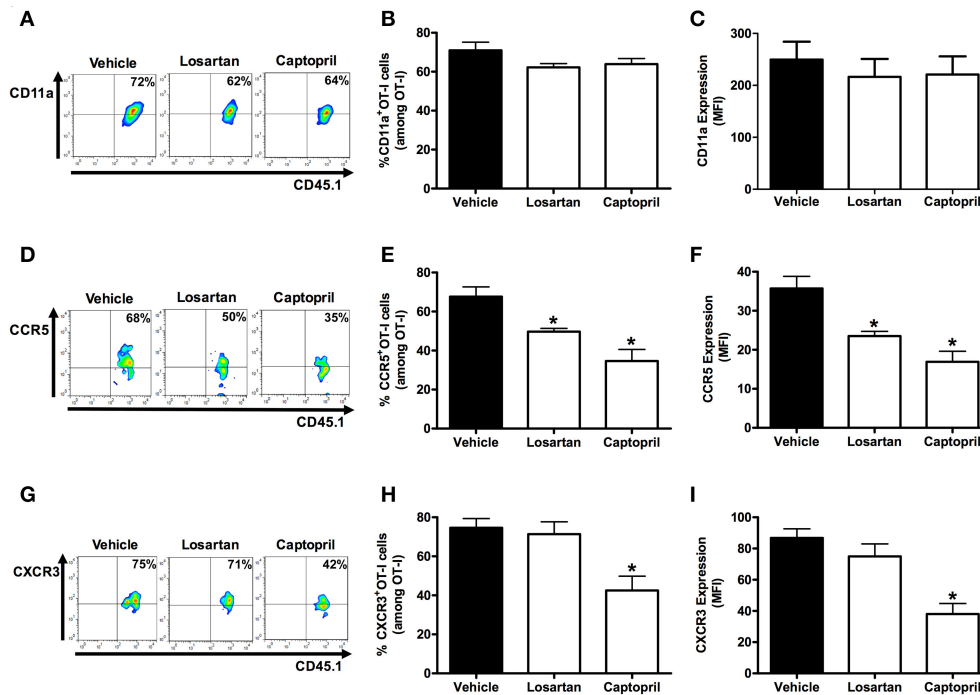 A
Vehicle Losartan Captopril
72% 62% 64%
CD11a
CD45.1
B
%CD11a+OT-I cells
(among OT-I)
80
60
40
20
0
Vehicle Losartan Captopril
C
CD11a Expression
(MFI)
300
200
100
0
Vehicle Losartan Captopril
D
Vehicle Losartan Captopril
68% 50% 35%
CCR5
CD45.1
E
% CCR5+OT-I cells
(among OT-I)
80
60
40
20
0
* *
Vehicle Losartan Captopril
F
CCR5 Expression
(MFI)
40
30
20
10
0
* *
Vehicle Losartan Captopril
G
Vehicle Losartan Captopril
75% 71% 42%
CXCR3
CD45.1
H
% CXCR3+OT-I cells
(among OT-I)
80
60
40
20
0
*
Vehicle Losartan Captopril
I
CXCR3 Expression
(MFI)
100
80
60
40
20
0
*
Vehicle Losartan Captopril